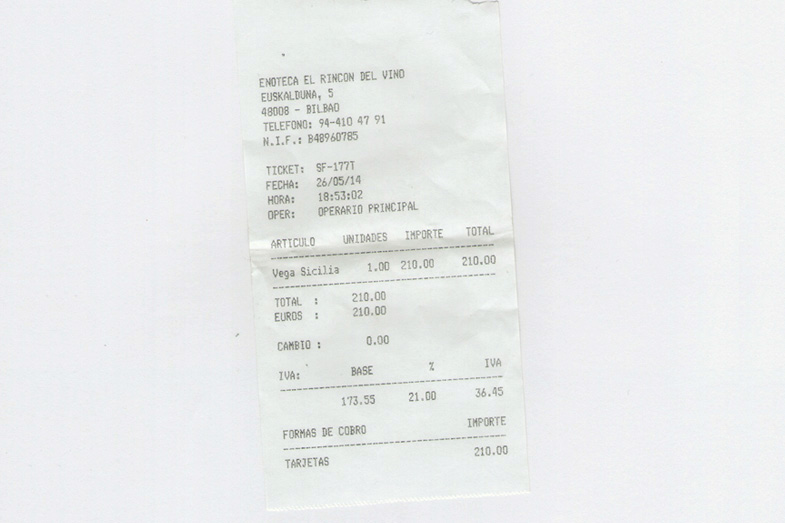 ENOTECA EL RINCON DEL VINO
EUSKALDUNA, 5
48008 - BILBAO
TELEFONO: 94-410 47 91
N.I.F.: B48960785
TICKET: SF-177T
FECHA: 26/05/14
HORA: 18:53:02
OPER: OPERARIO PRINCIPAL
ARTICULO UNIDADES IMPORTE TOTAL
Vega Sicilia 1.00 210.00 210.00
TOTAL : 210.00
EUROS : 210.00
CAMBIO : 0.00
IVA: BASE % IVA
173.55 21.00 36.45
FORMAS DE COBRO IMPORTE
TARJETAS 210.00